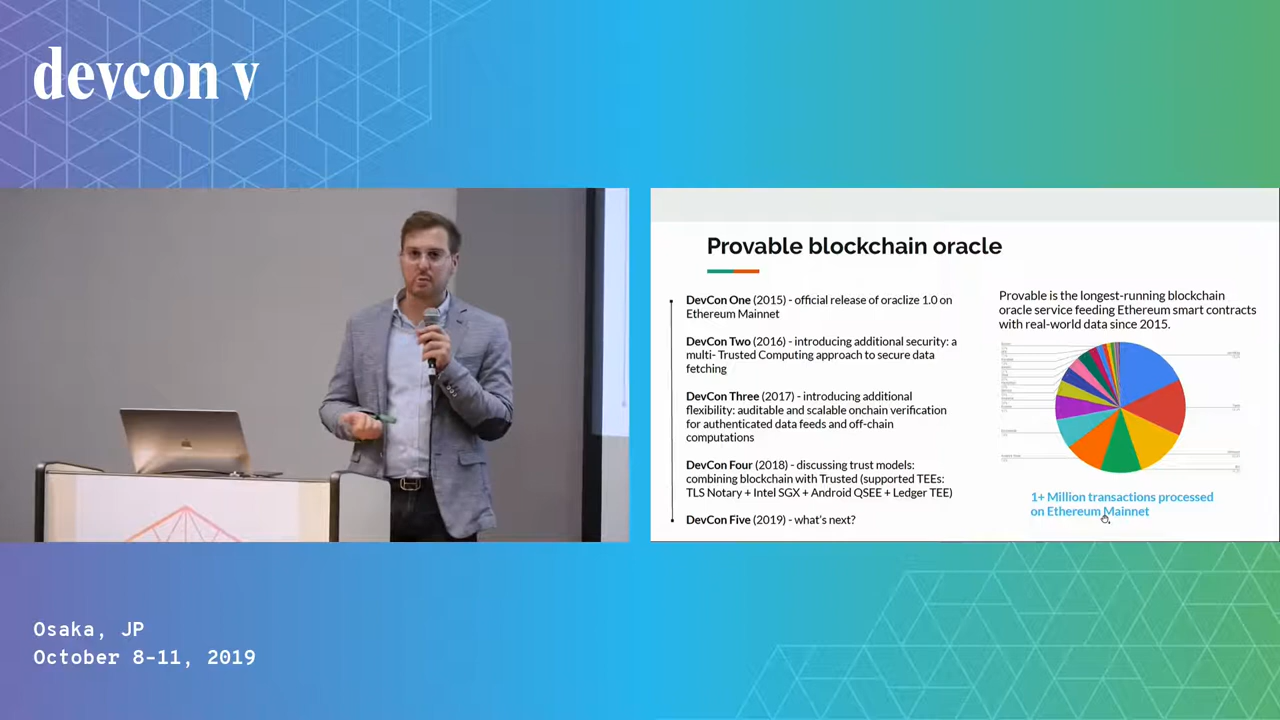 devcon v
Provable blockchain oracle
DevCon One (2015) - official release of oraclize 1.0 on
Ethereum Mainnet
DevCon Two (2016) - introducing additional security: a
multi- Trusted Computing approach to secure data
fetching
DevCon Three (2017) - introducing additional
flexibility: auditable and scalable onchain verification
for authenticated data feeds and off-chain
computations
DevCon Four (2018) - discussing trust models:
combining blockchain with Trusted (supported TEEs:
TLS Notary + Intel SGX + Android QSEE + Ledger TEE)
DevCon Five (2019) - what's next?
Provable is the longest-running blockchain
oracle service feeding Ethereum smart contracts
with real-world data since 2015.
1+ Million transactions processed
on Ethereum Mainnet
Osaka, JP
October 8-11, 2019